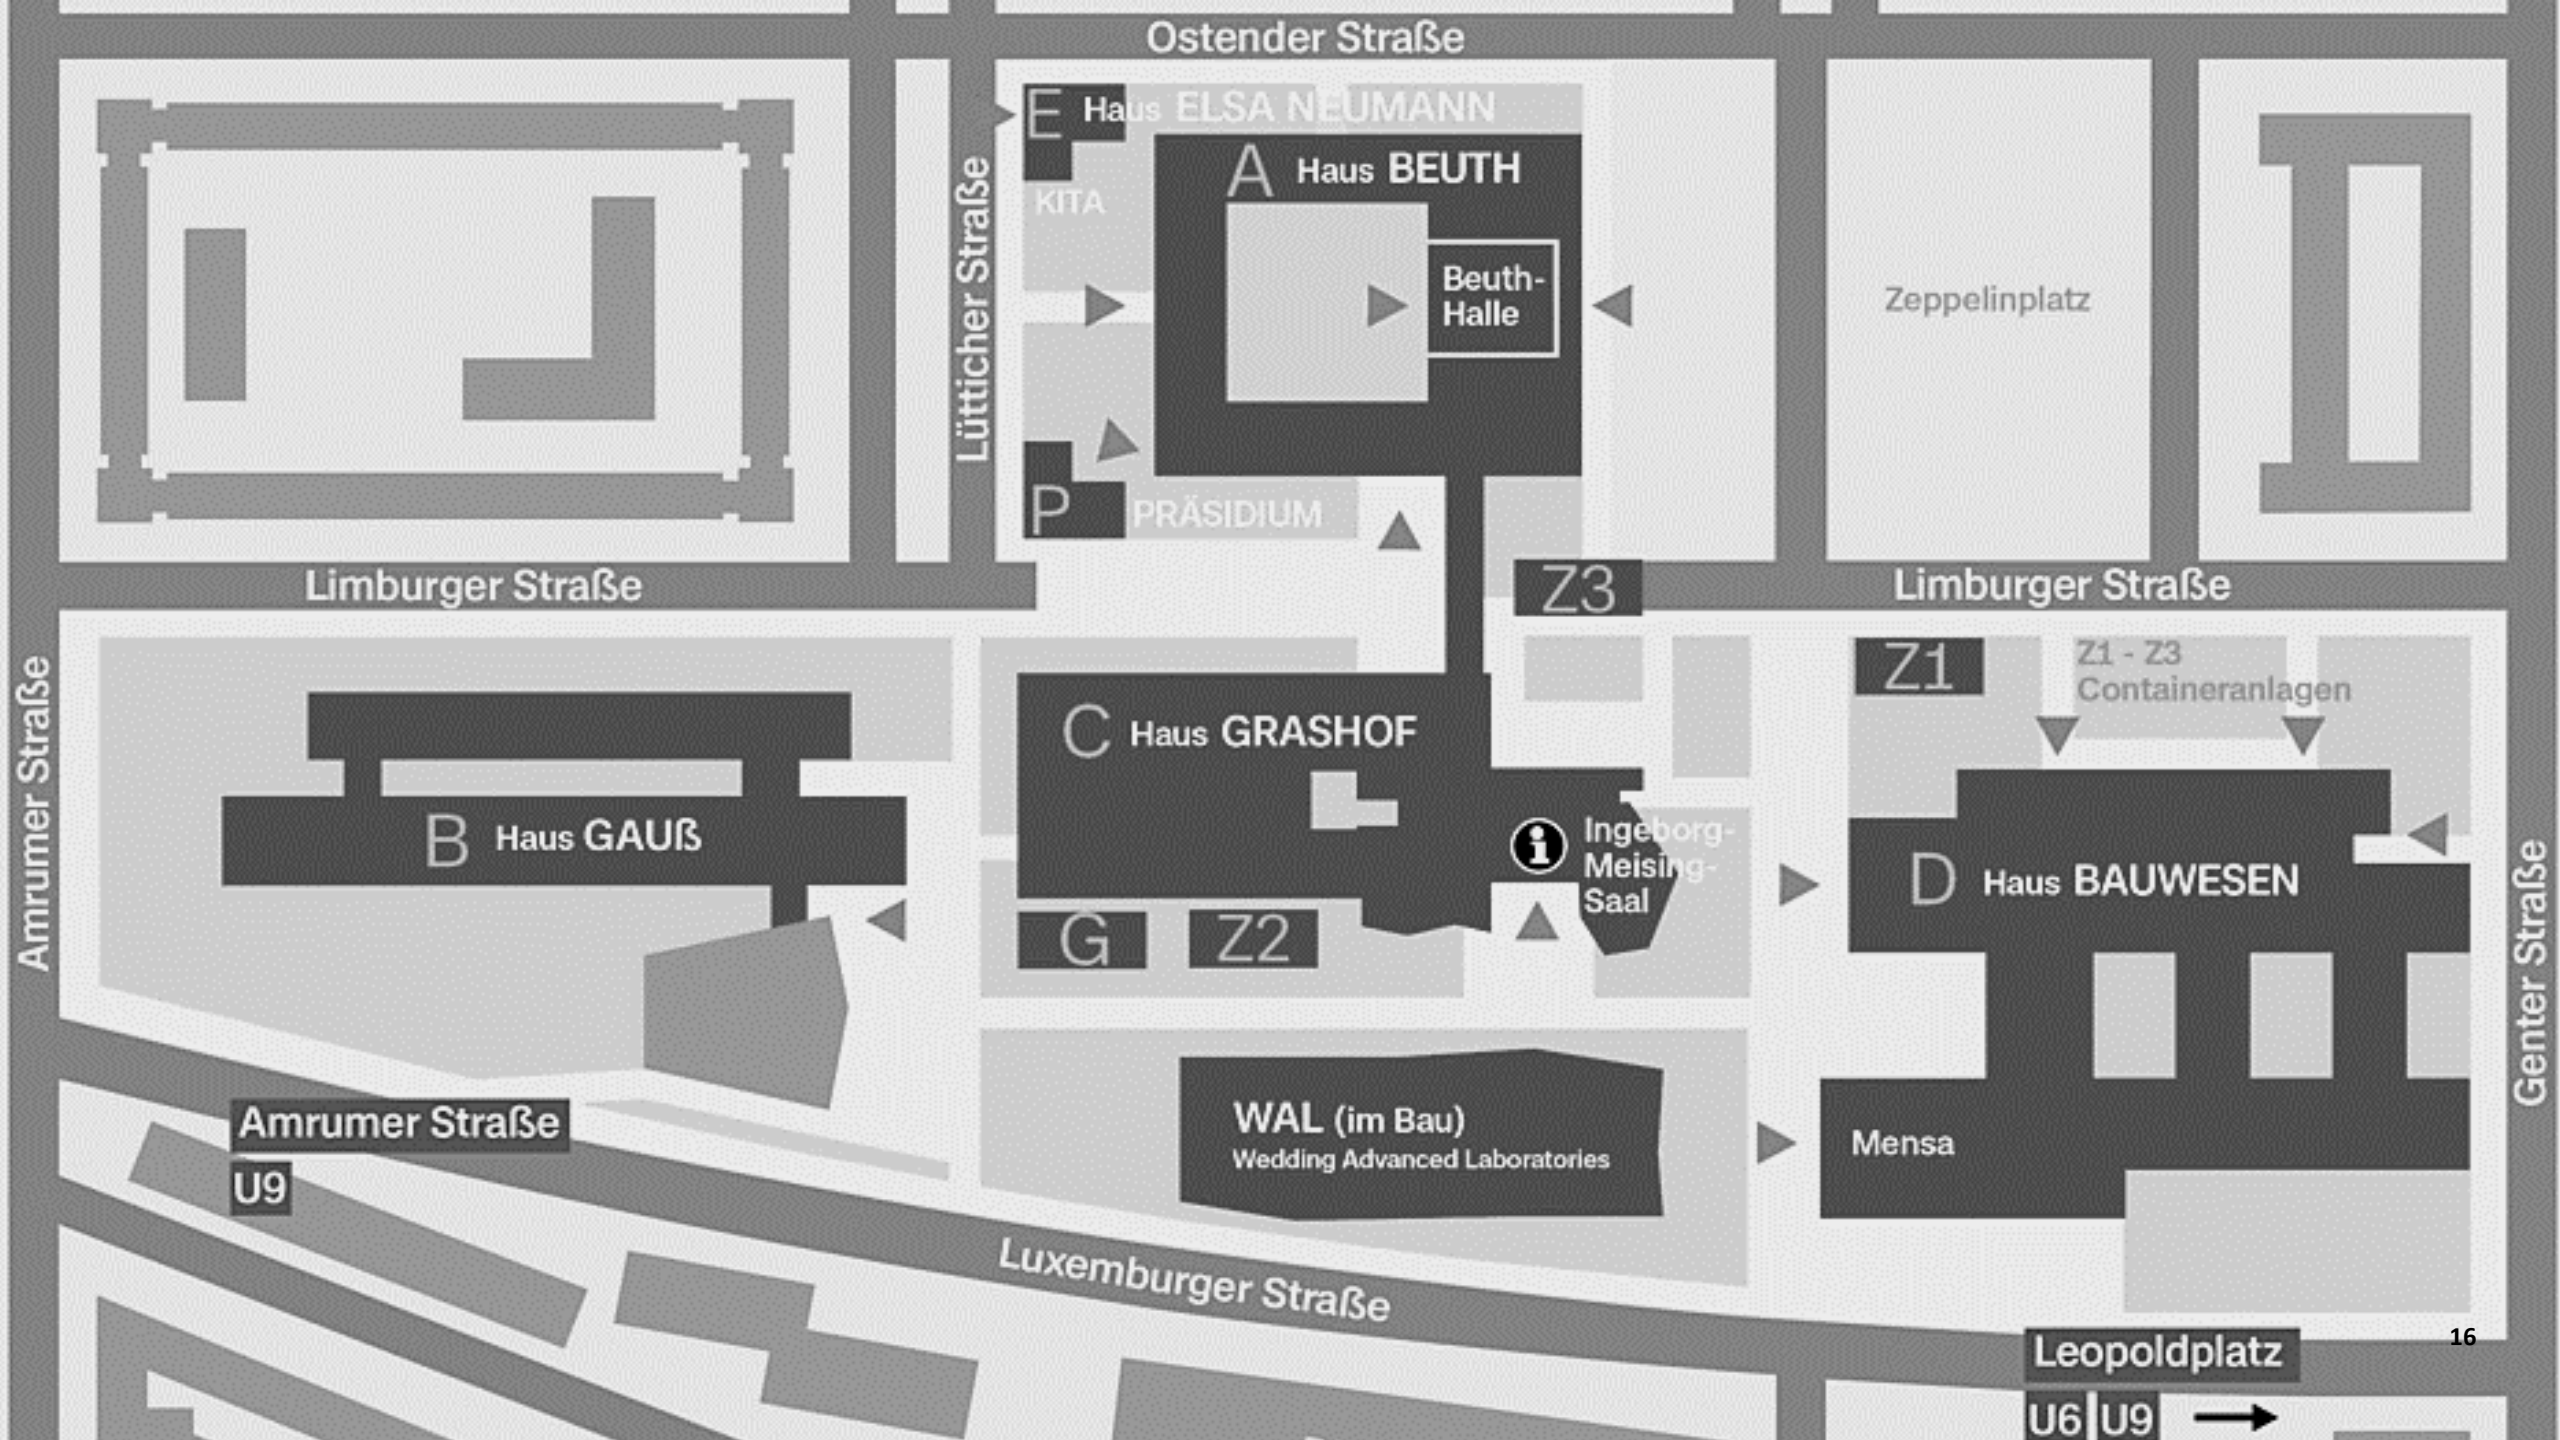 Ostender Straße
E Haus ELSA NEUMANN
A Haus BEUTH
KITA
Lütticher Straße
Beuth-
Halle
Zeppelinplatz
P PRÄSIDIUM
Limburger Straße
Z3
Limburger Straße
Amrumer Straße
Z1
Z1 - Z3
Containeranlagen
C Haus GRASHOF
B Haus GAUß
i
Ingeborg-
Meising-
Saal
D Haus BAUWESEN
Genter Straße
G
Z2
Amrumer Straße
U9
WAL (im Bau)
Wedding Advanced Laboratories
Mensa
Luxemburger Straße
16
Leopoldplatz
U6 U9